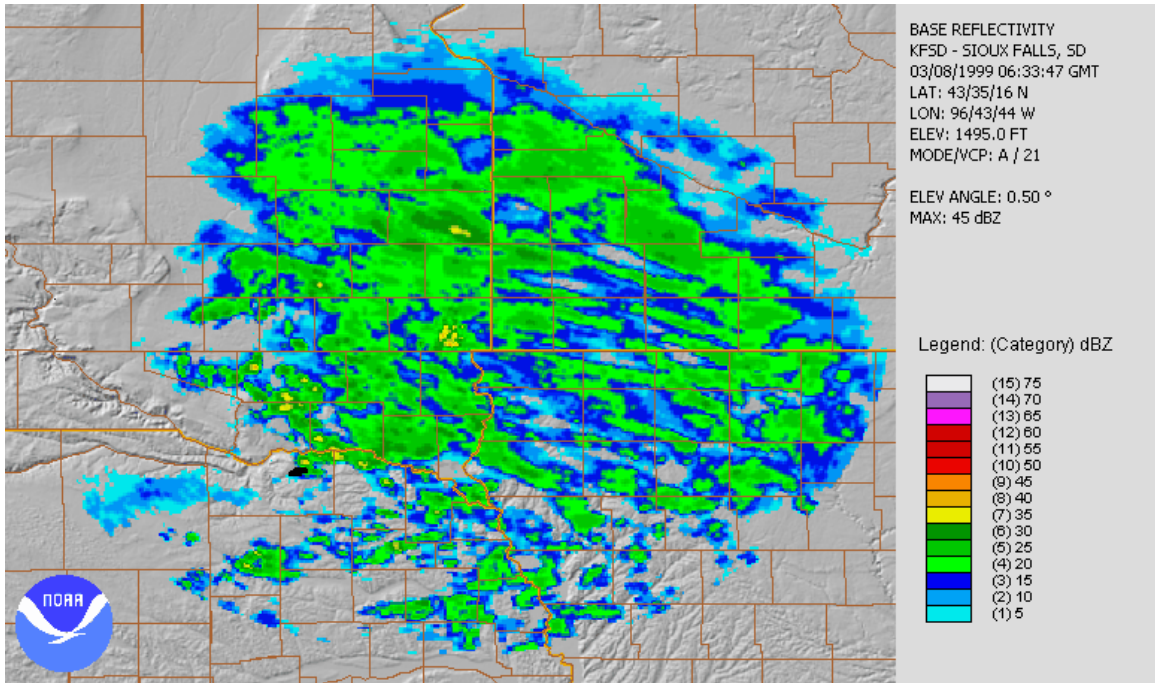 BASE REFLECTIVITY
KFSD - SIOUX FALLS, SD
03/08/1999 06:33:47 GMT
LAT: 43/35/16 N
LON: 96/43/44 W
ELEV: 1495.0 FT
MODE/VCP: A / 21
ELEV ANGLE: 0.50 °
MAX: 45 dBZ
Legend: (Category) dBZ
(15) 75
(14) 70
(13) 65
(12) 60
(11) 55
(10) 50
(9) 45
(8) 40
(7) 35
(6) 30
(5) 25
(4) 20
(3) 15
(2) 10
(1) 5
NOAA